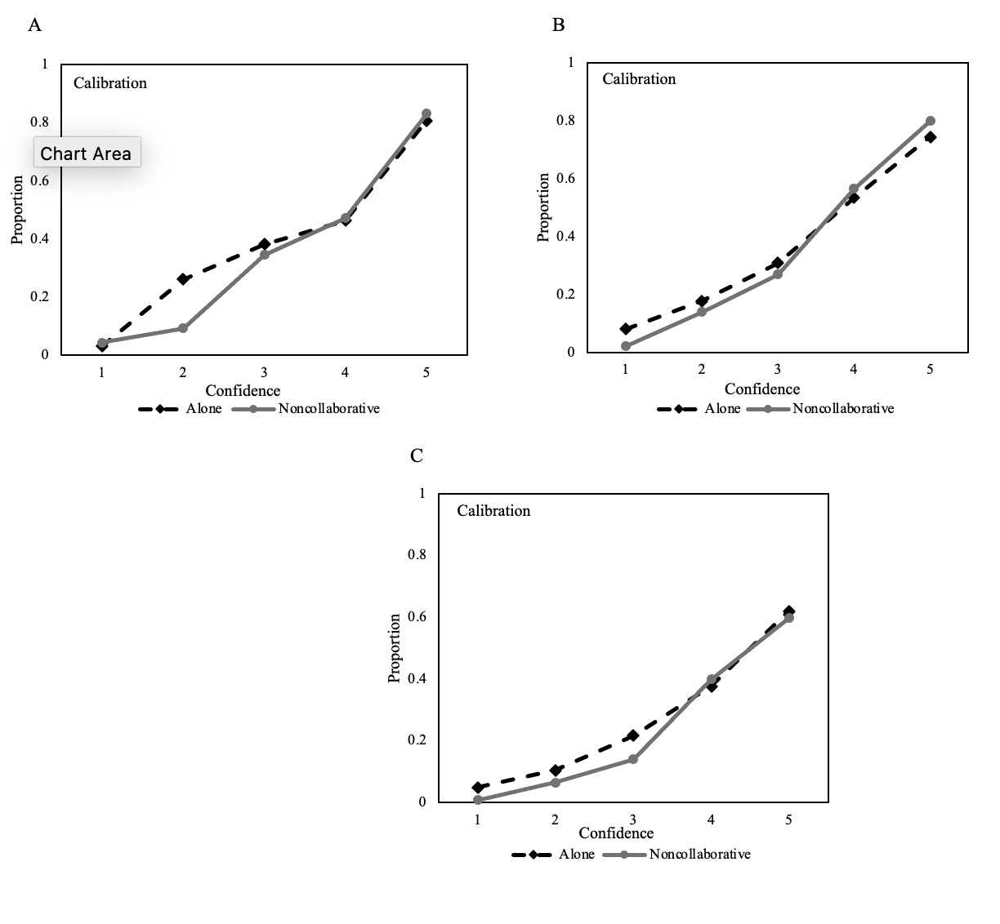 A
1
Calibration
0.8
Chart Area
0.6
Proportion
0.4
0.2
0
1 2 3 4 5
Confidence
Alone Noncollaborative
B
1
Calibration
0.8
0.6
Proportion
0.4
0.2
0
1 2 3 4 5
Confidence
Alone Noncollaborative
C
1
Calibration
0.8
0.6
Proportion
0.4
0.2
0
1 2 3 4 5
Confidence
Alone Noncollaborative